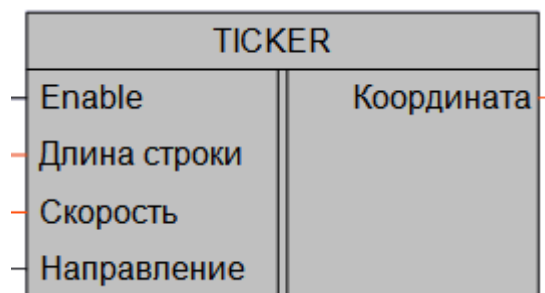 TICKER
Enable
Координата
Длина строки
Скорость
Направление